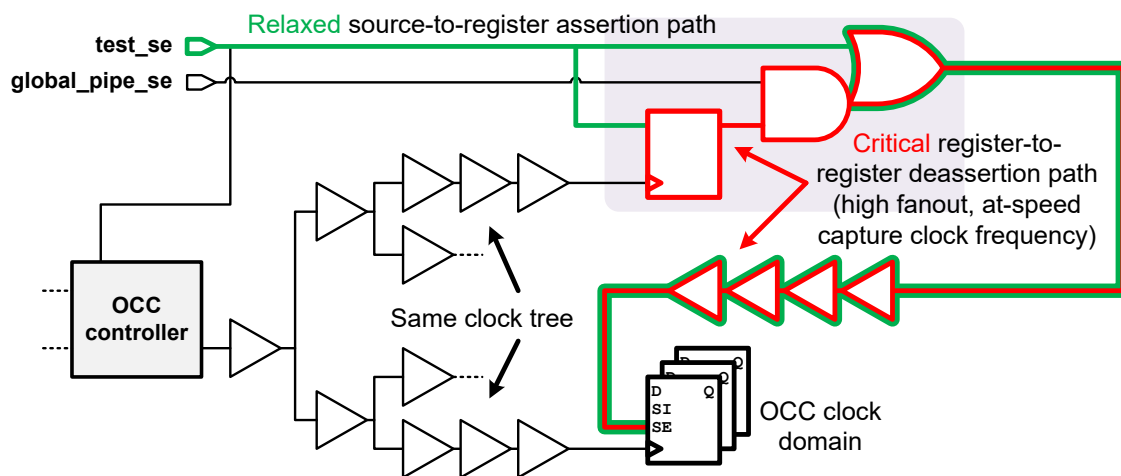 Relaxed source-to-register assertion path
test_se
global_pipe_se
Critical register-to-
register deassertion path
(high fanout, at-speed
capture clock frequency)
OCC
controller
Same clock tree
D Q
D Q
D Q
SI
SE
OCC clock
domain